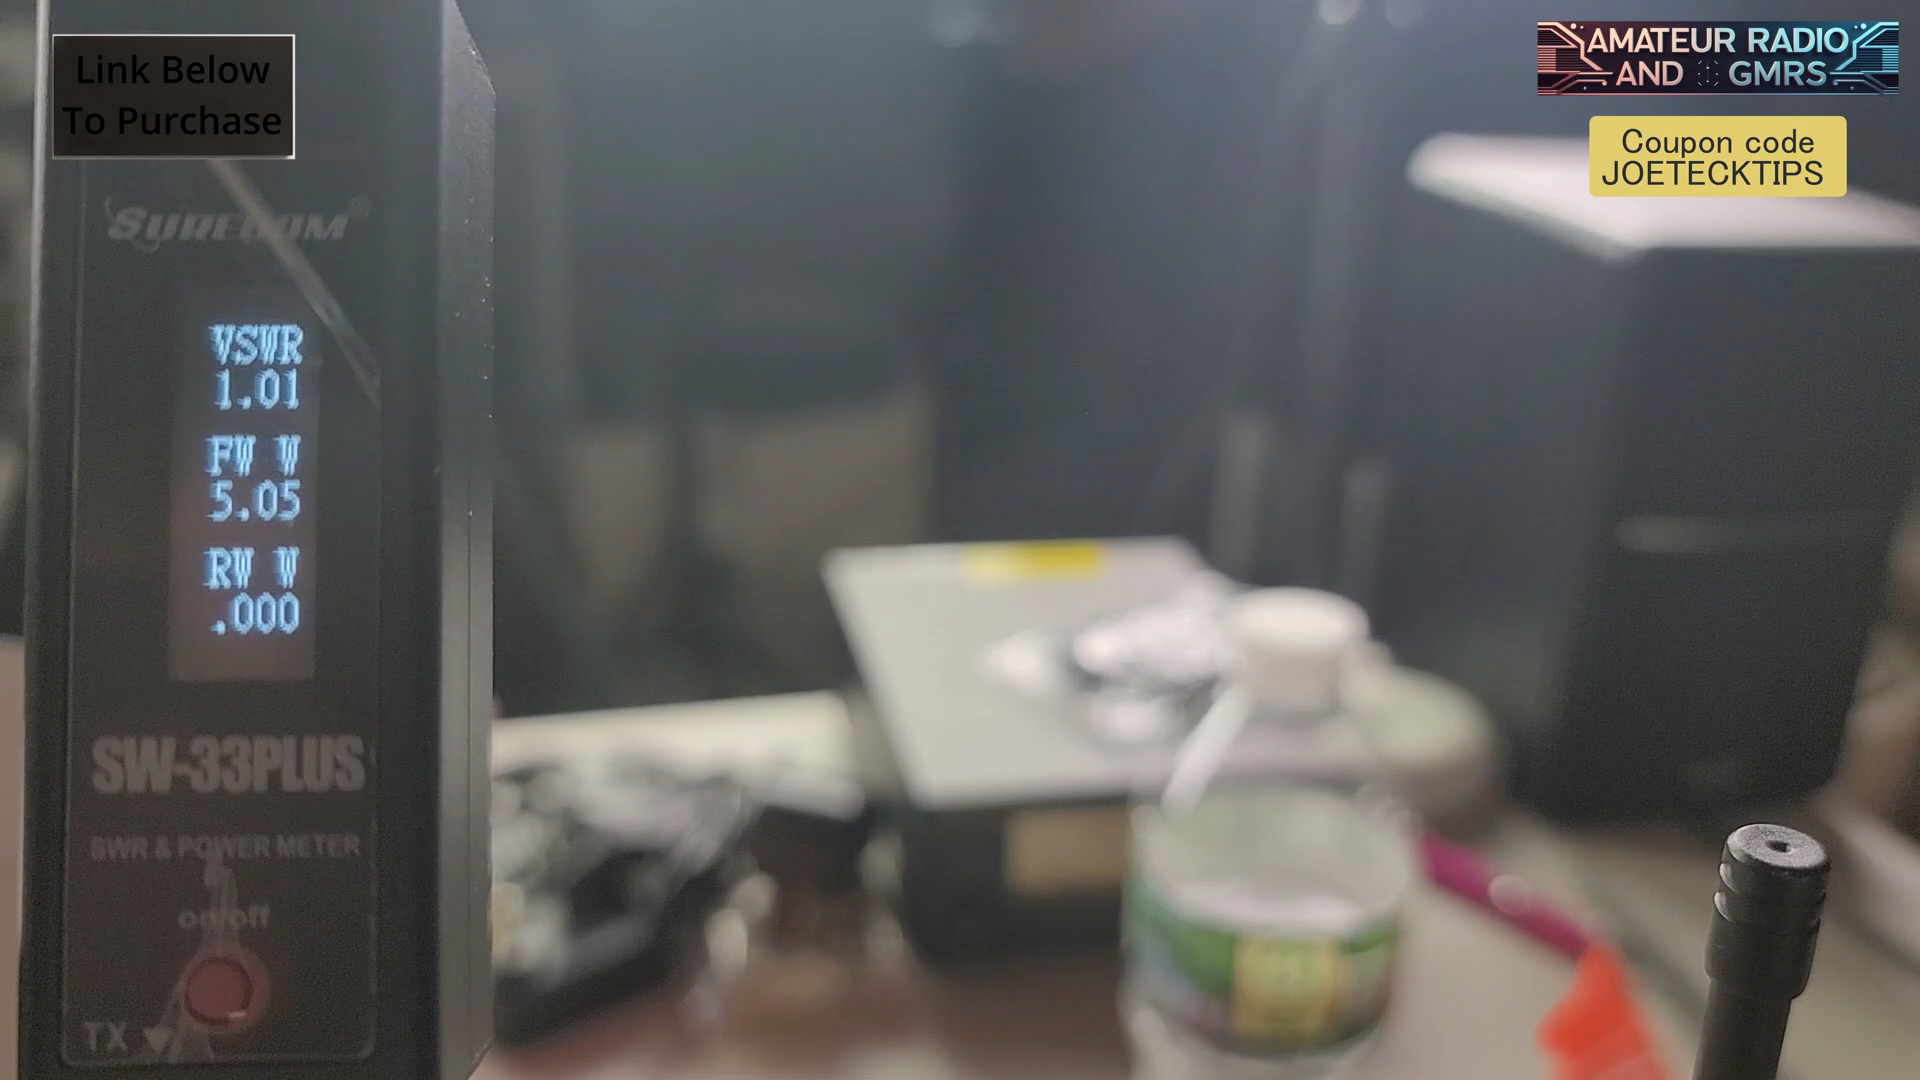 Link Below
To Purchase
AMATEUR RADIO
AND GMRS
Coupon code
JOETECKTIPS
SURECOM
VSWR
1.01
FW W
5.05
RW W
.000
SW-33PLUS
SWR & POWER METER
on/off
TX